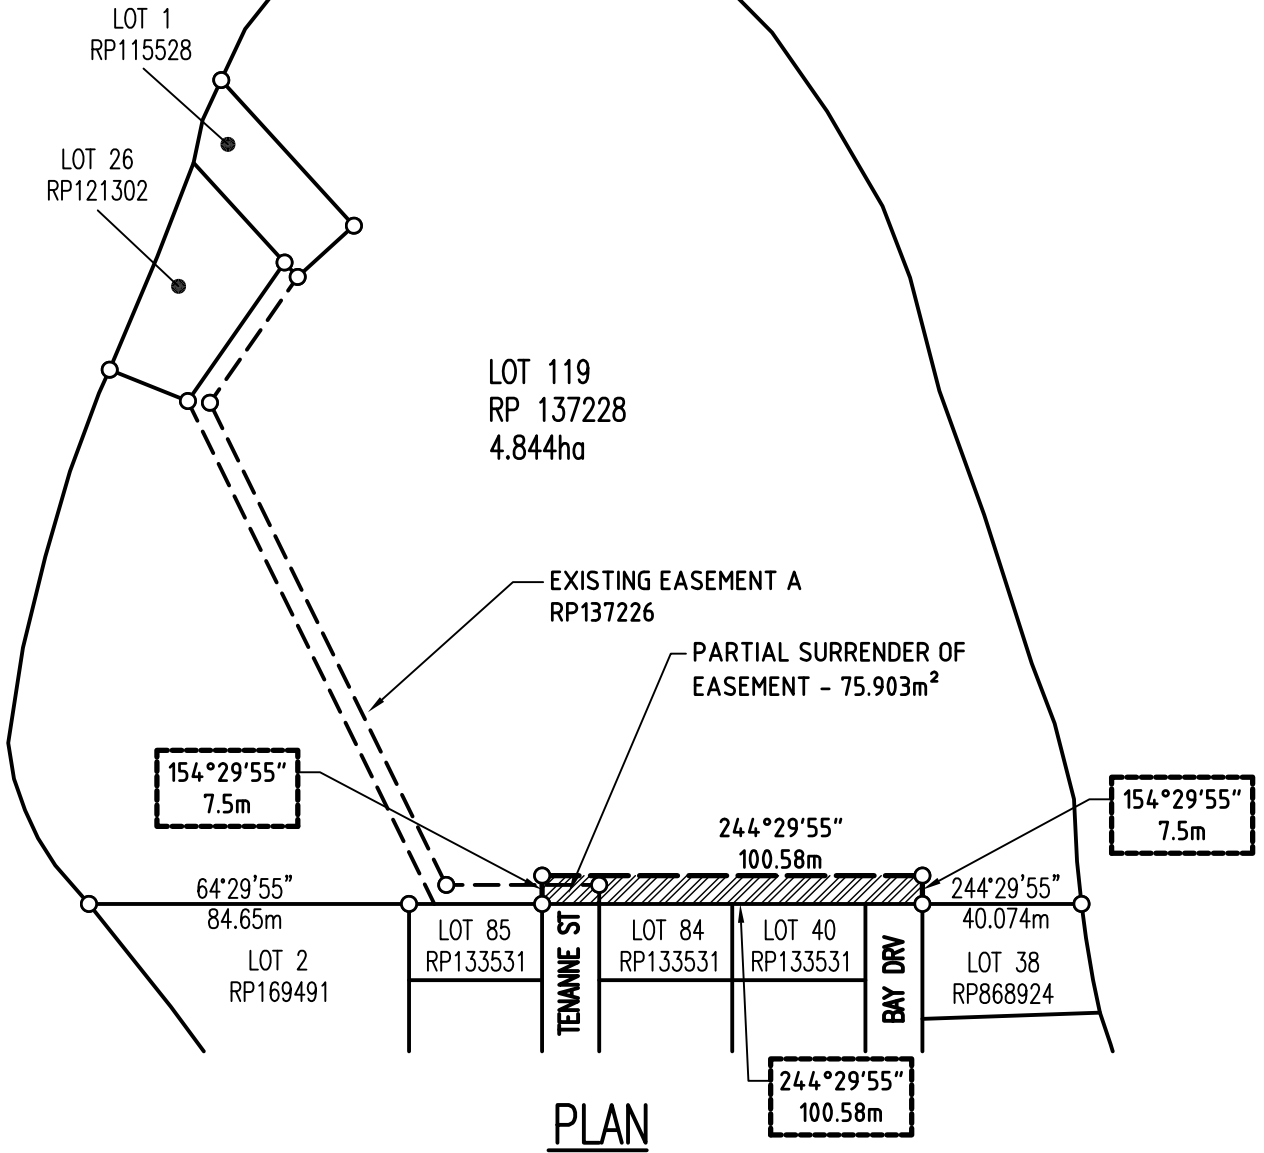 LOT 1
RP115528
LOT 26
RP121302
LOT 119
RP 137228
4.844ha
EXISTING EASEMENT A
RP137226
PARTIAL SURRENDER OF
EASEMENT - 75.903m²
154°29'55"
7.5m
154°29'55"
7.5m
244°29'55"
100.58m
64°29'55"
84.65m
244°29'55"
40.074m
LOT 2
RP169491
LOT 85
RP133531
TENANNE ST
LOT 84
RP133531
LOT 40
RP133531
BAY DRV
LOT 38
RP868924
244°29'55"
100.58m
PLAN